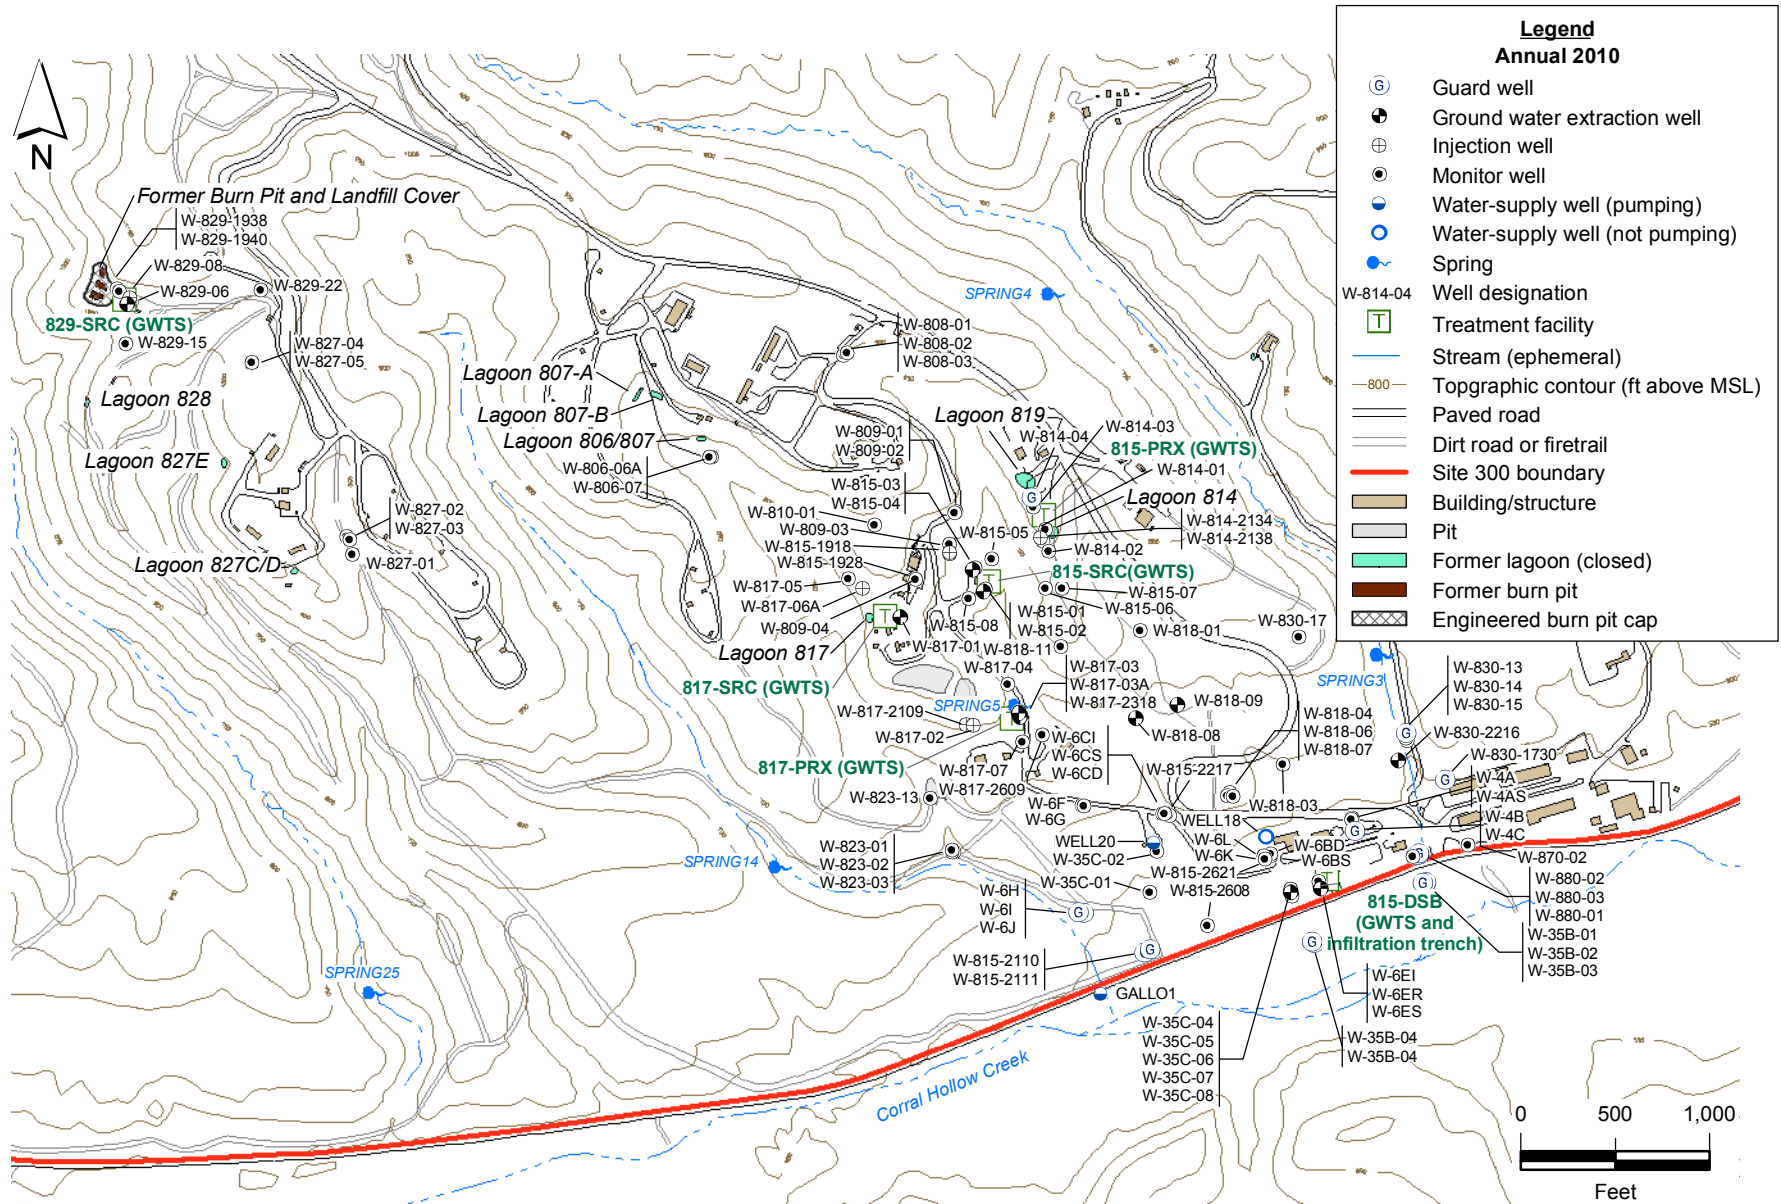 Legend
Annual 2010
Guard well
Ground water extraction well
Injection well
Monitor well
Water-supply well (pumping)
Water-supply well (not pumping)
Spring
W-814-04 Well designation
T Treatment facility
Stream (ephemeral)
800 Topgraphic contour (ft above MSL)
Paved road
Dirt road or firetrail
Site 300 boundary
Building/structure
Pit
Former lagoon (closed)
Former burn pit
Engineered burn pit cap
N
Former Burn Pit and Landfill Cover
W-829-1938
W-829-1940
W-829-08
W-829-06
W-829-22
829-SRC (GWTS)
W-829-15
W-827-04
W-827-05
Lagoon 828
Lagoon 827E
W-827-02
W-827-03
W-827-01
Lagoon 827C/D
SPRING4
W-808-01
W-808-02
W-808-03
Lagoon 807-A
Lagoon 807-B
Lagoon 806/807
W-806-06A
W-806-07
Lagoon 819
W-809-01
W-809-02
W-814-04
W-814-03
815-PRX (GWTS)
W-814-01
Lagoon 814
W-815-03
W-815-04
W-810-01
W-809-03
W-815-1918
W-815-1928
W-817-05
W-817-06A
W-809-04
W-815-05
W-814-2134
W-814-2138
W-814-02
815-SRC(GWTS)
W-815-07
W-815-06
W-815-01
W-815-02
W-815-08
W-817-01
W-818-11
W-818-01
W-830-17
Lagoon 817
817-SRC (GWTS)
W-817-04
W-817-03
W-817-03A
W-817-2318
SPRING5
W-817-2109
W-817-02
817-PRX (GWTS)
W-818-09
W-818-08
W-818-04
W-818-06
W-818-07
SPRING3
W-830-13
W-830-14
W-830-15
W-830-2216
W-830-1730
W-6CI
W-6CS
W-6CD
W-815-2217
W-817-07
W-817-2609
W-823-13
W-6F
W-6G
W-818-03
WELL18
W-4A
W-4AS
W-4B
W-4C
WELL20
W-35C-02
W-6L
W-6K
W-6BD
W-6BS
W-870-02
W-823-01
W-823-02
W-823-03
SPRING14
W-35C-01
W-815-2621
W-815-2608
W-6H
W-6I
W-6J
815-DSB
(GWTS and
infiltration trench)
W-880-02
W-880-03
W-880-01
W-35B-01
W-35B-02
W-35B-03
W-815-2110
W-815-2111
SPRING25
GALLO1
W-6EI
W-6ER
W-6ES
W-35C-04
W-35C-05
W-35C-06
W-35C-07
W-35C-08
W-35B-04
W-35B-04
Corral Hollow Creek
0 500 1,000
Feet